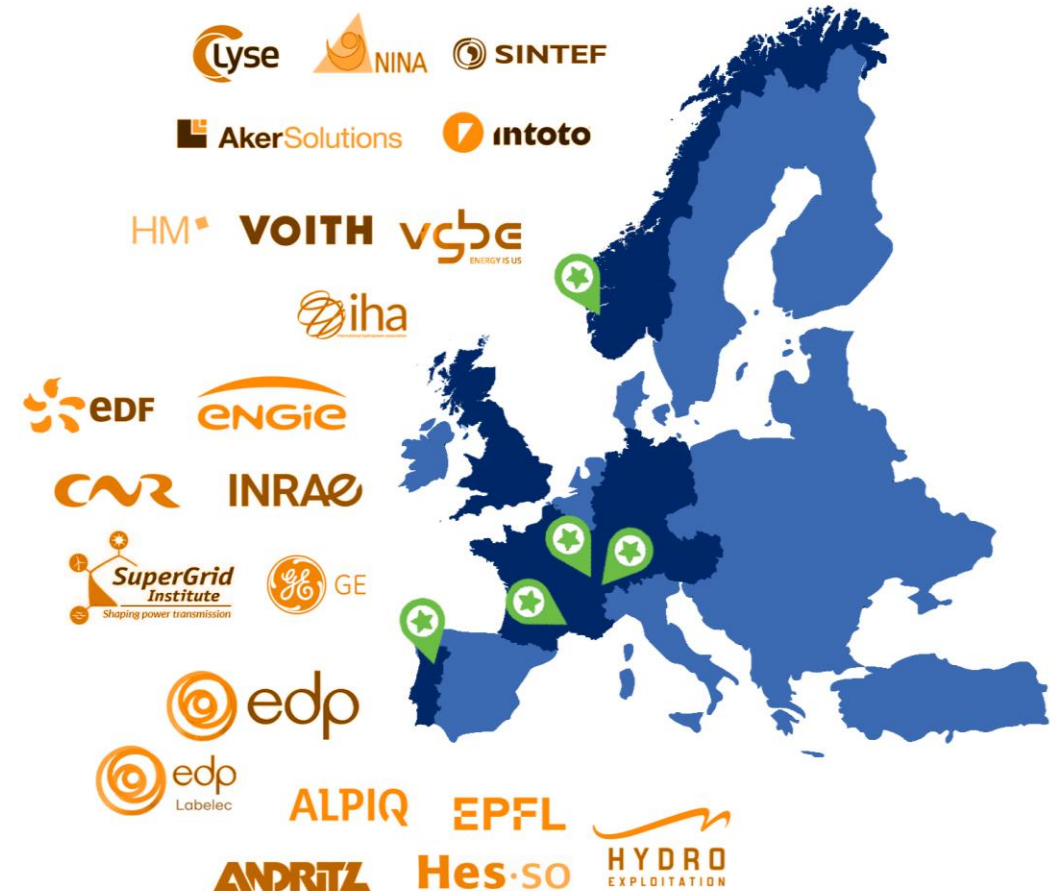 Lyse
NINA
SINTEF
AkerSolutions
intoto
HM
VOITH
vgbe
ENERGY IS US
iha
eDF
ENGIE
CNR
INRAE
SuperGrid
Institute
Shaping power transmission
GE
GE
edp
edp
Labelec
ALPIQ
EPFL
HYDRO
EXPLOITATION
ANDRITZ
Hes·so